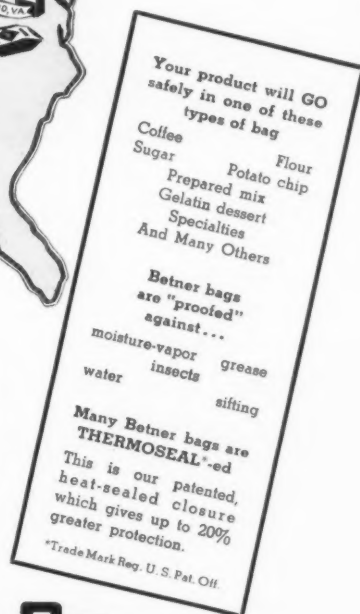 D, VA.
Your product will GO
safely in one of these
types of bag
Coffee Flour
Sugar Potato chip
Prepared mix
Gelatin dessert
Specialties
And Many Others
Betner bags
are "proofed"
against...
moisture-vapor grease
water insects
sifting
Many Betner bags are
THERMOSEAL*-ed
This is our patented,
heat-sealed closure
which gives up to 20%
greater protection.
*Trade Mark Reg. U. S. Pat. Off.